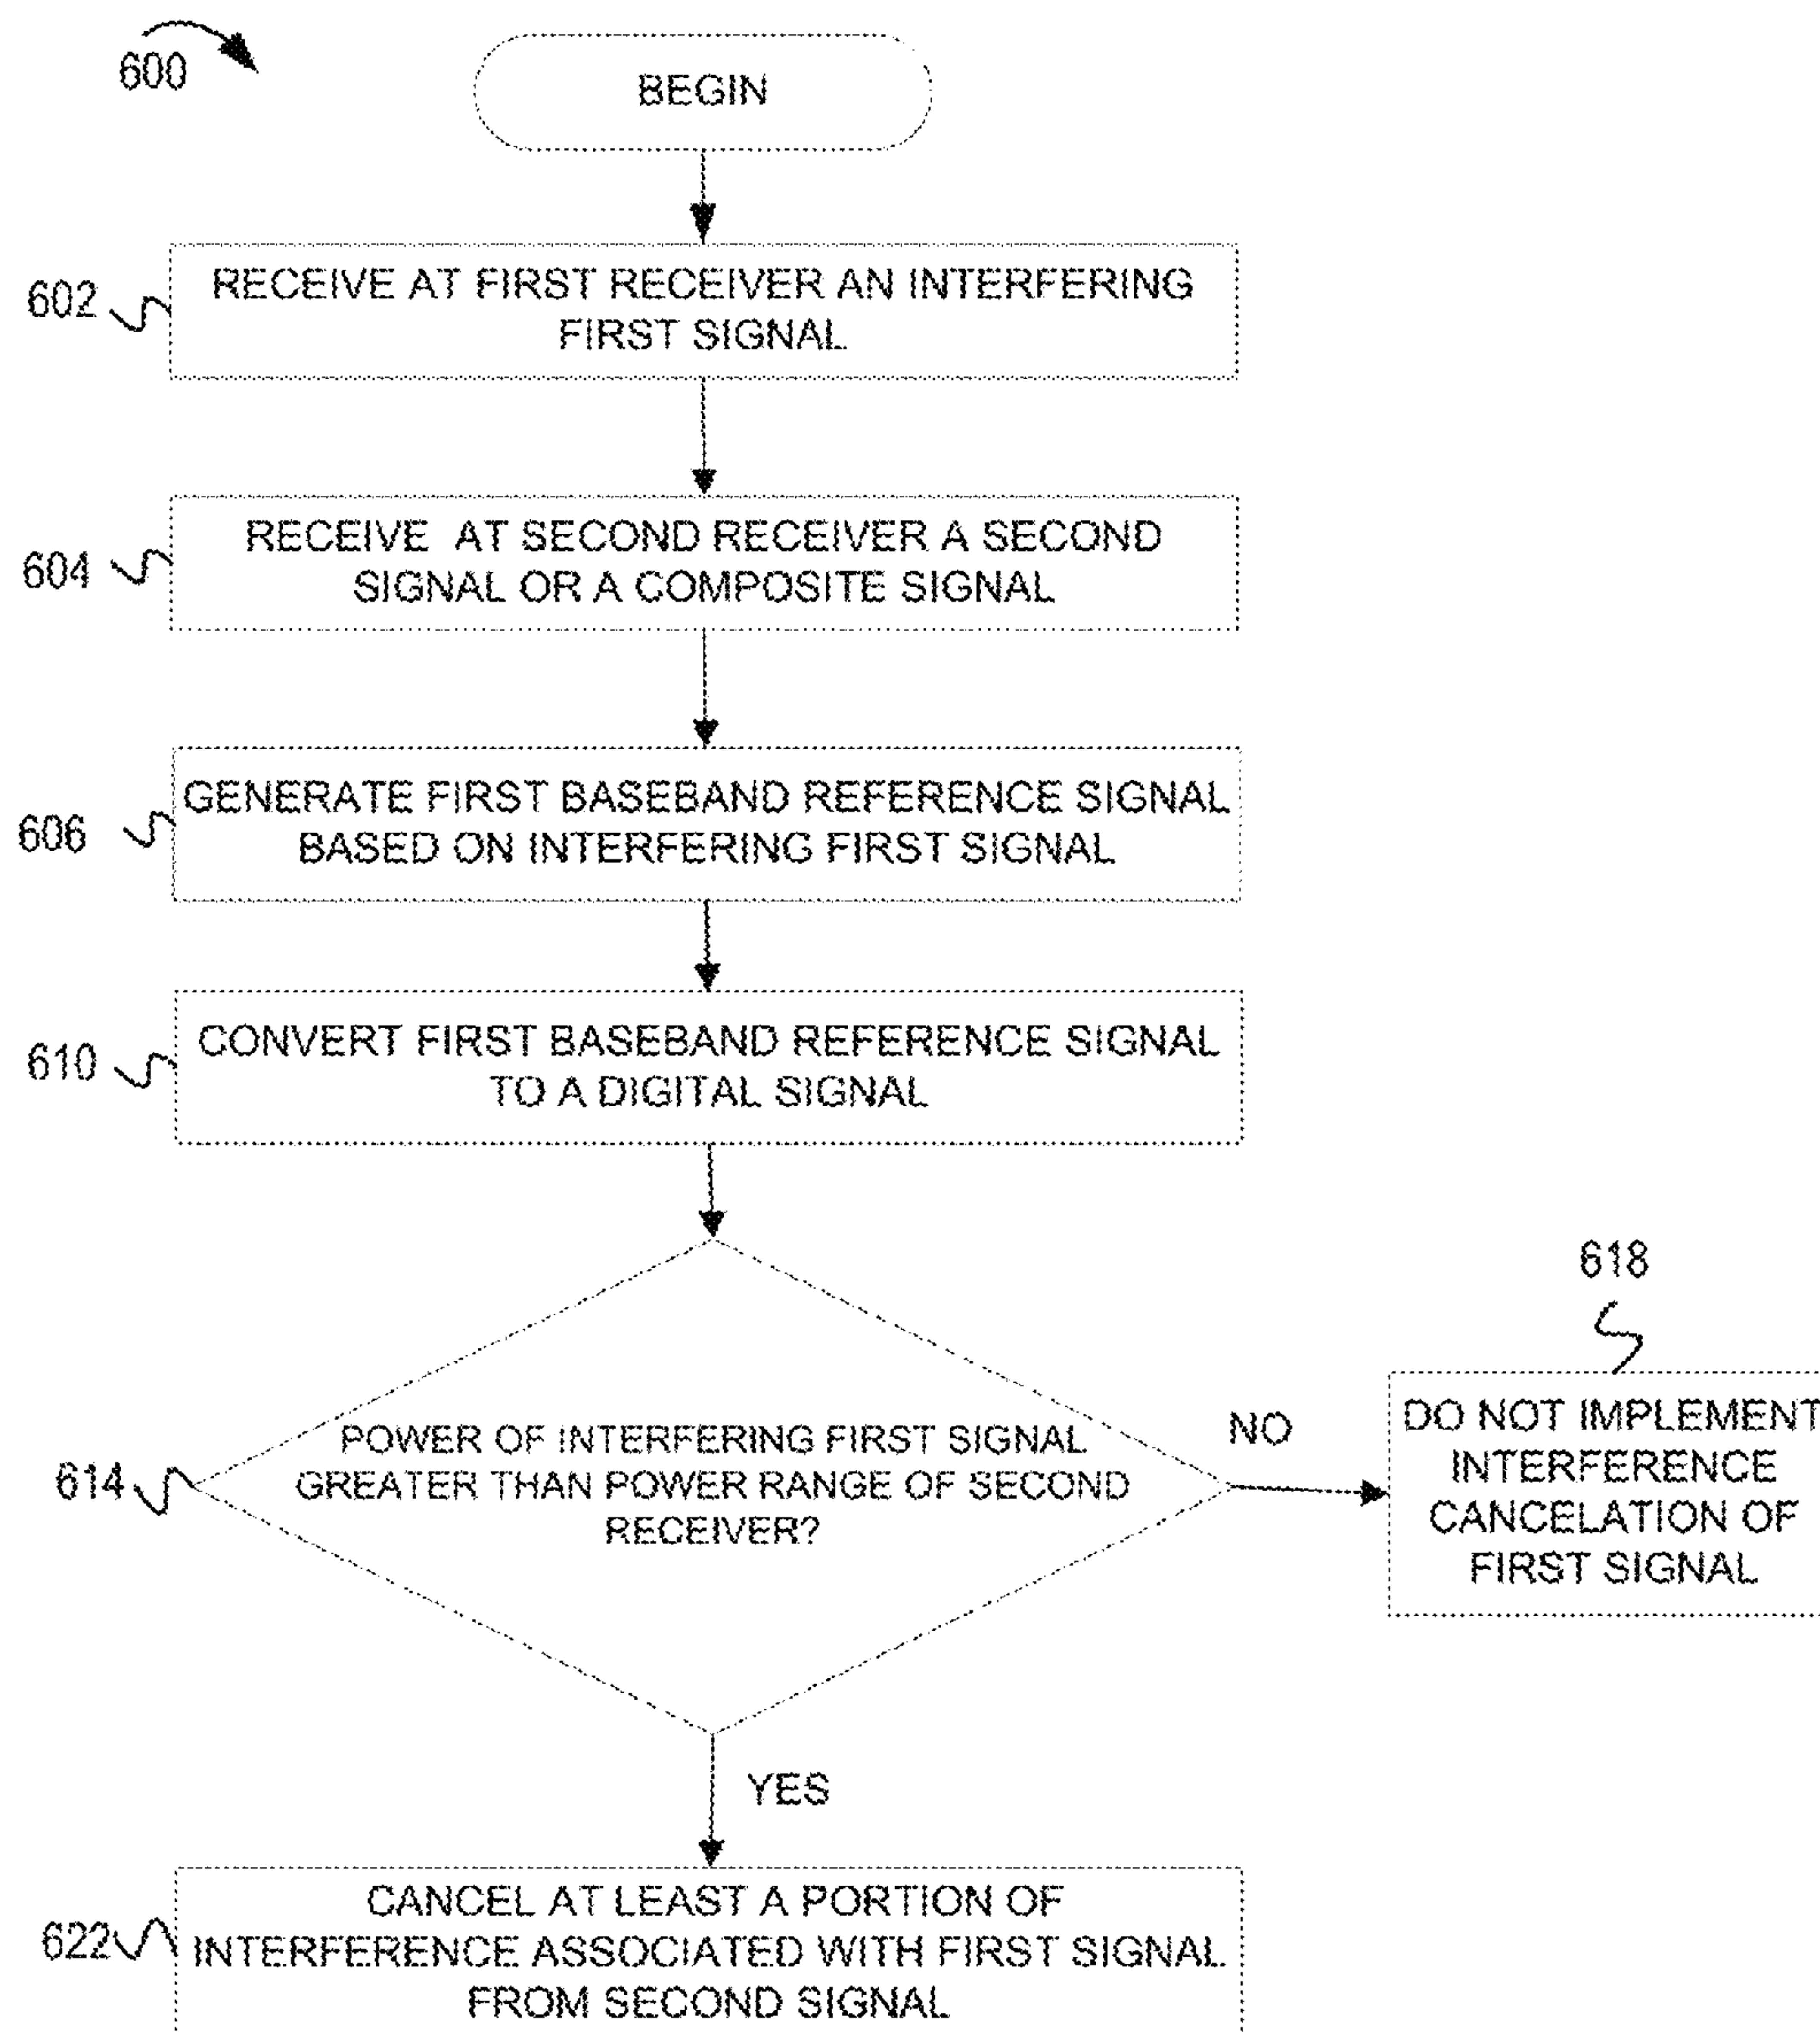 600
BEGIN
602
RECEIVE AT FIRST RECEIVER AN INTERFERING
FIRST SIGNAL
604
RECEIVE AT SECOND RECEIVER A SECOND
SIGNAL OR A COMPOSITE SIGNAL
606
GENERATE FIRST BASEBAND REFERENCE SIGNAL
BASED ON INTERFERING FIRST SIGNAL
610
CONVERT FIRST BASEBAND REFERENCE SIGNAL
TO A DIGITAL SIGNAL
614
POWER OF INTERFERING FIRST SIGNAL
GREATER THAN POWER RANGE OF SECOND
RECEIVER?
NO
618
DO NOT IMPLEMENT
INTERFERENCE
CANCELATION OF
FIRST SIGNAL
YES
622
CANCEL AT LEAST A PORTION OF
INTERFERENCE ASSOCIATED WITH FIRST SIGNAL
FROM SECOND SIGNAL